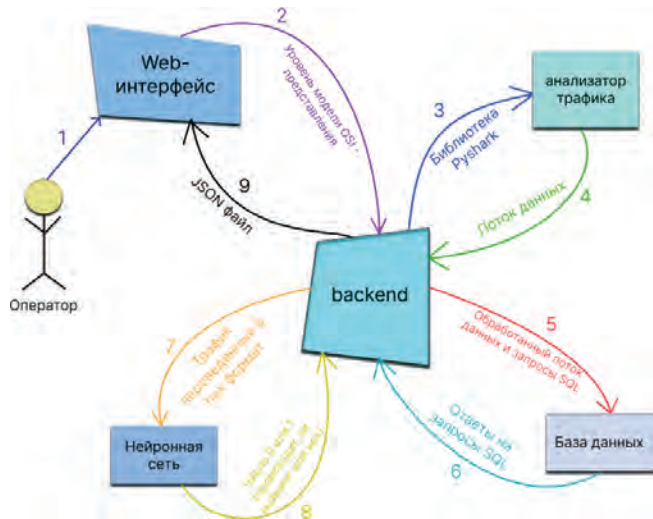 2
Web-
интерфейс
уровень модели OSI -
представления
анализатор
трафика
3
Библиотека
Pyshark
1
9
JSON файл
Поток данных
4
Оператор
backend
7
Трафик
hex формат
5
Обработанный поток
данных и запросы SQL
Ответы на
запросы SQL
6
Нейронная
сеть
База данных
8